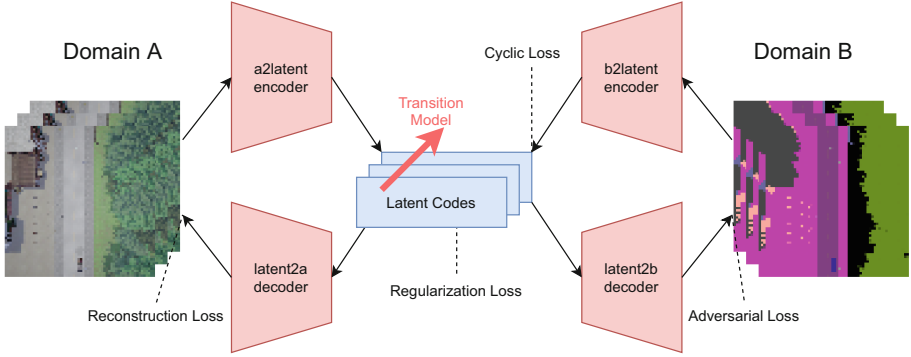 Domain A
a2latent
encoder
Cyclic Loss
b2latent
encoder
Domain B
Transition
Model
Latent Codes
latent2a
decoder
latent2b
decoder
Regularization Loss
Reconstruction Loss
Adversarial Loss